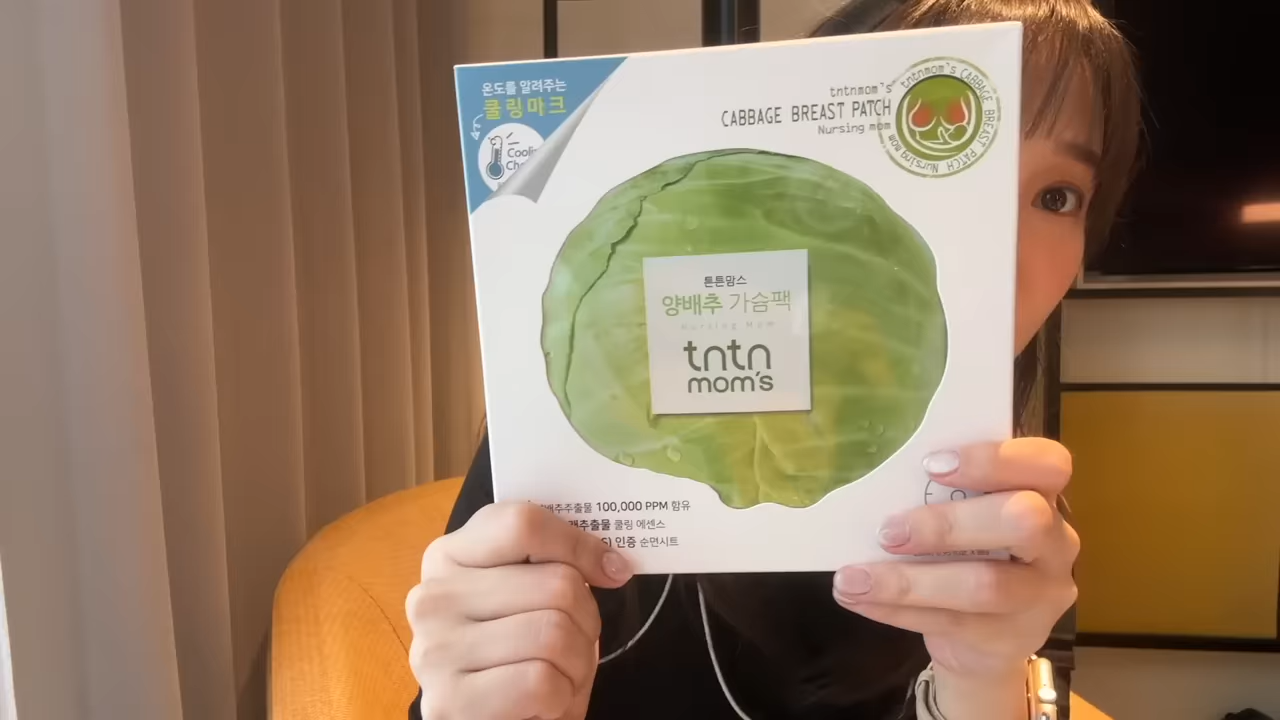 온도를 알려주는
쿨링마크
tntnmom's
CABBAGE BREAST PATCH
Nursing mom
tntnmom's CABBAGE BREAST PATCH Nursing mom
튼튼맘스
양배추 가슴팩
Nursing Mom
tntn
mom's
100,000 PPM 함유
쿨링 에센스
인증 순면시트